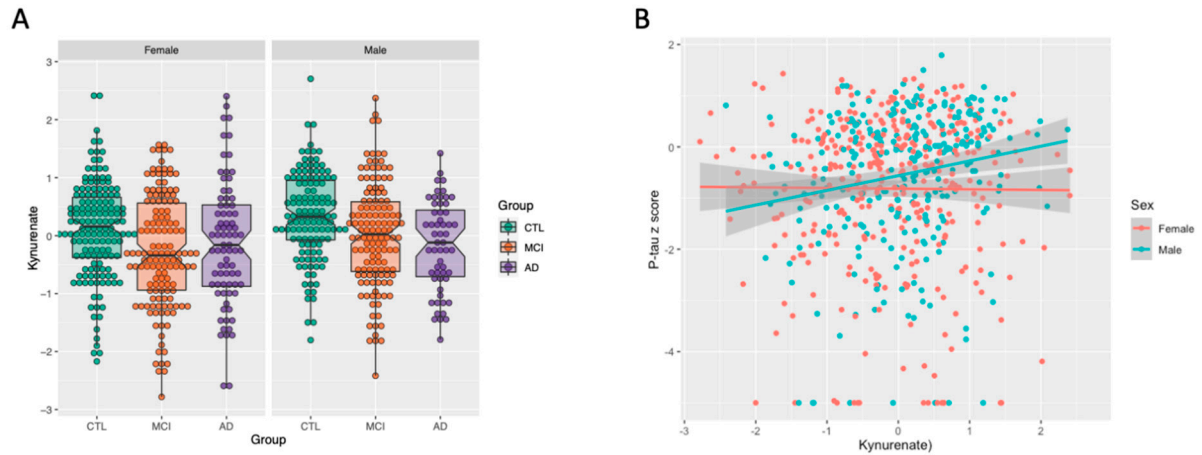 A
Female
Male
Kynurenate
3
2
1
0
−1
−2
−3
CTL
MCI
AD
CTL
MCI
AD
Group
Group
CTL
MCI
AD
B
P-tau z score
2
0
-2
-4
-3
-2
-1
0
1
2
Kynurenate)
Sex
Female
Male